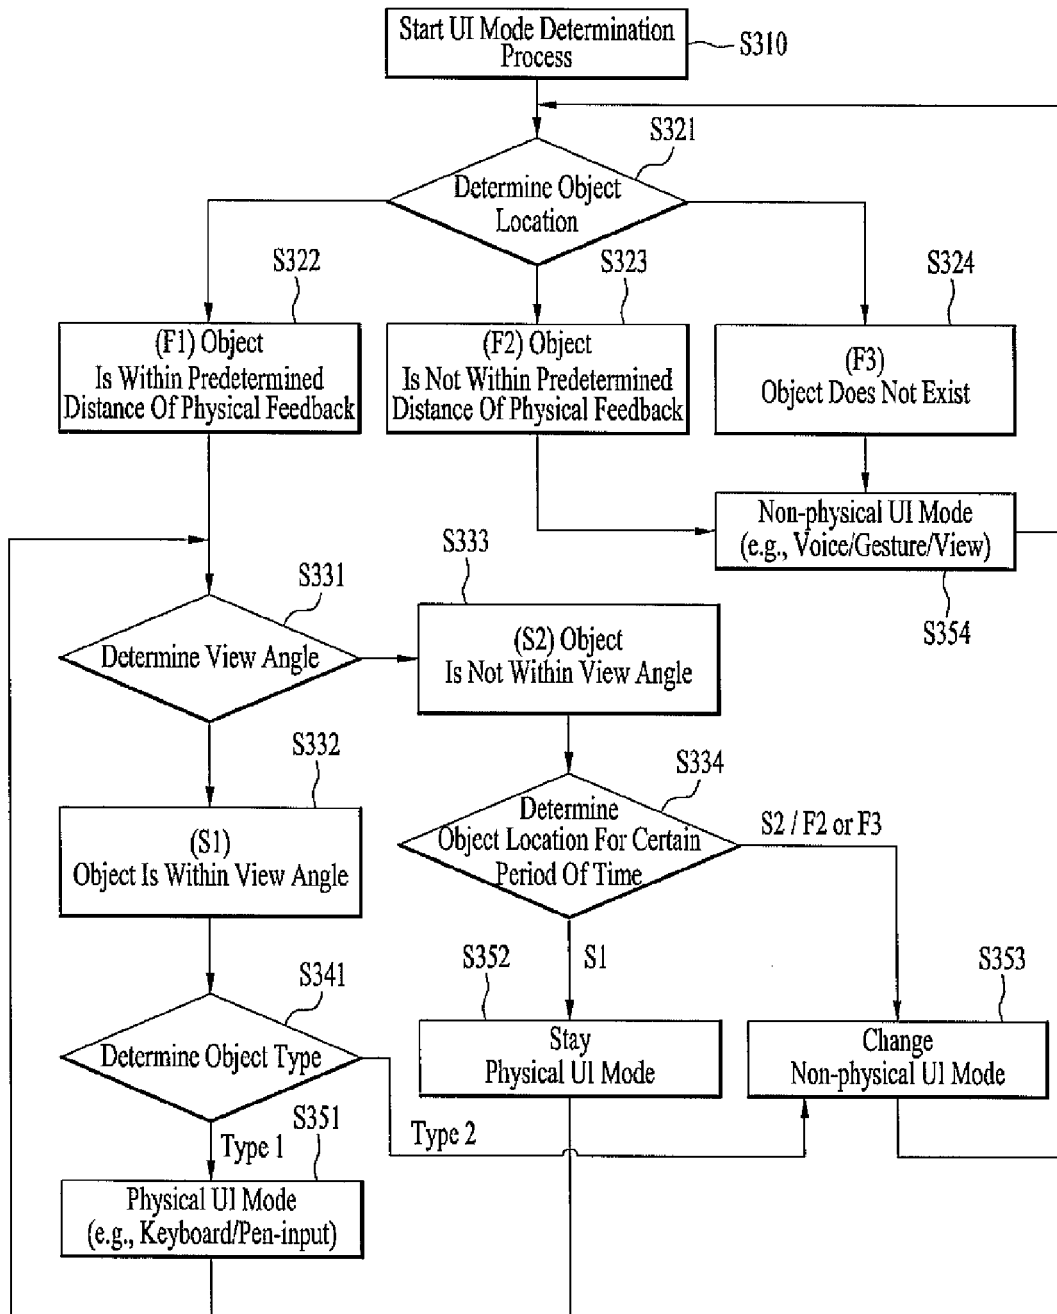 Start UI Mode Determination
Process
S310
S321
Determine Object
Location
S322
S323
S324
(F1) Object
Is Within Predetermined
Distance Of Physical Feedback
(F2) Object
Is Not Within Predetermined
Distance Of Physical Feedback
(F3)
Object Does Not Exist
Non-physical UI Mode
(e.g., Voice/Gesture/View)
S354
S331
S333
Determine View Angle
(S2) Object
Is Not Within View Angle
S332
S334
(S1)
Object Is Within View Angle
Determine
Object Location For Certain
Period Of Time
S2 / F2 or F3
S1
S341
S352
S353
Determine Object Type
Stay
Physical UI Mode
Change
Non-physical UI Mode
S351
Type 1
Type 2
Physical UI Mode
(e.g., Keyboard/Pen-input)